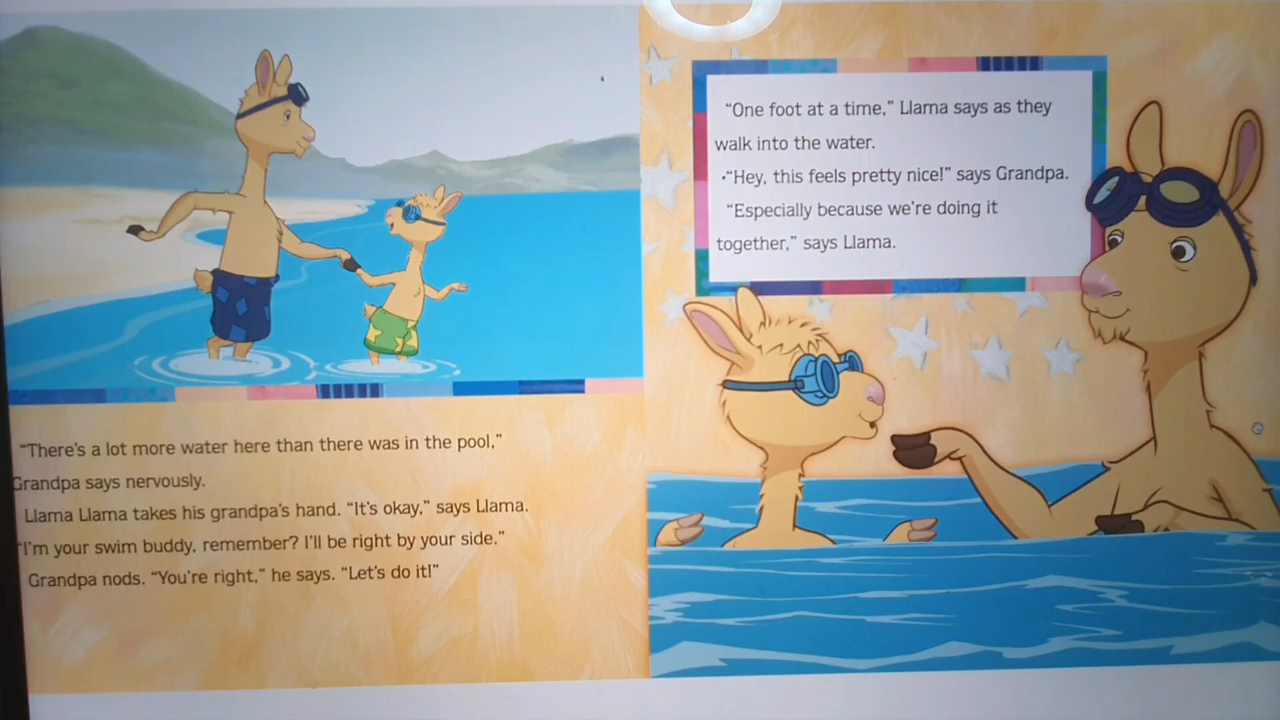 “There's a lot more water here than there was in the pool,”
Grandpa says nervously.
Llama Llama takes his grandpa's hand. “It's okay,” says Llama.
“I'm your swim buddy, remember? I'll be right by your side.”
Grandpa nods. “You're right,” he says. “Let's do it!”
“One foot at a time,” Llama says as they
walk into the water.
“Hey, this feels pretty nice!” says Grandpa.
“Especially because we're doing it
together,” says Llama.